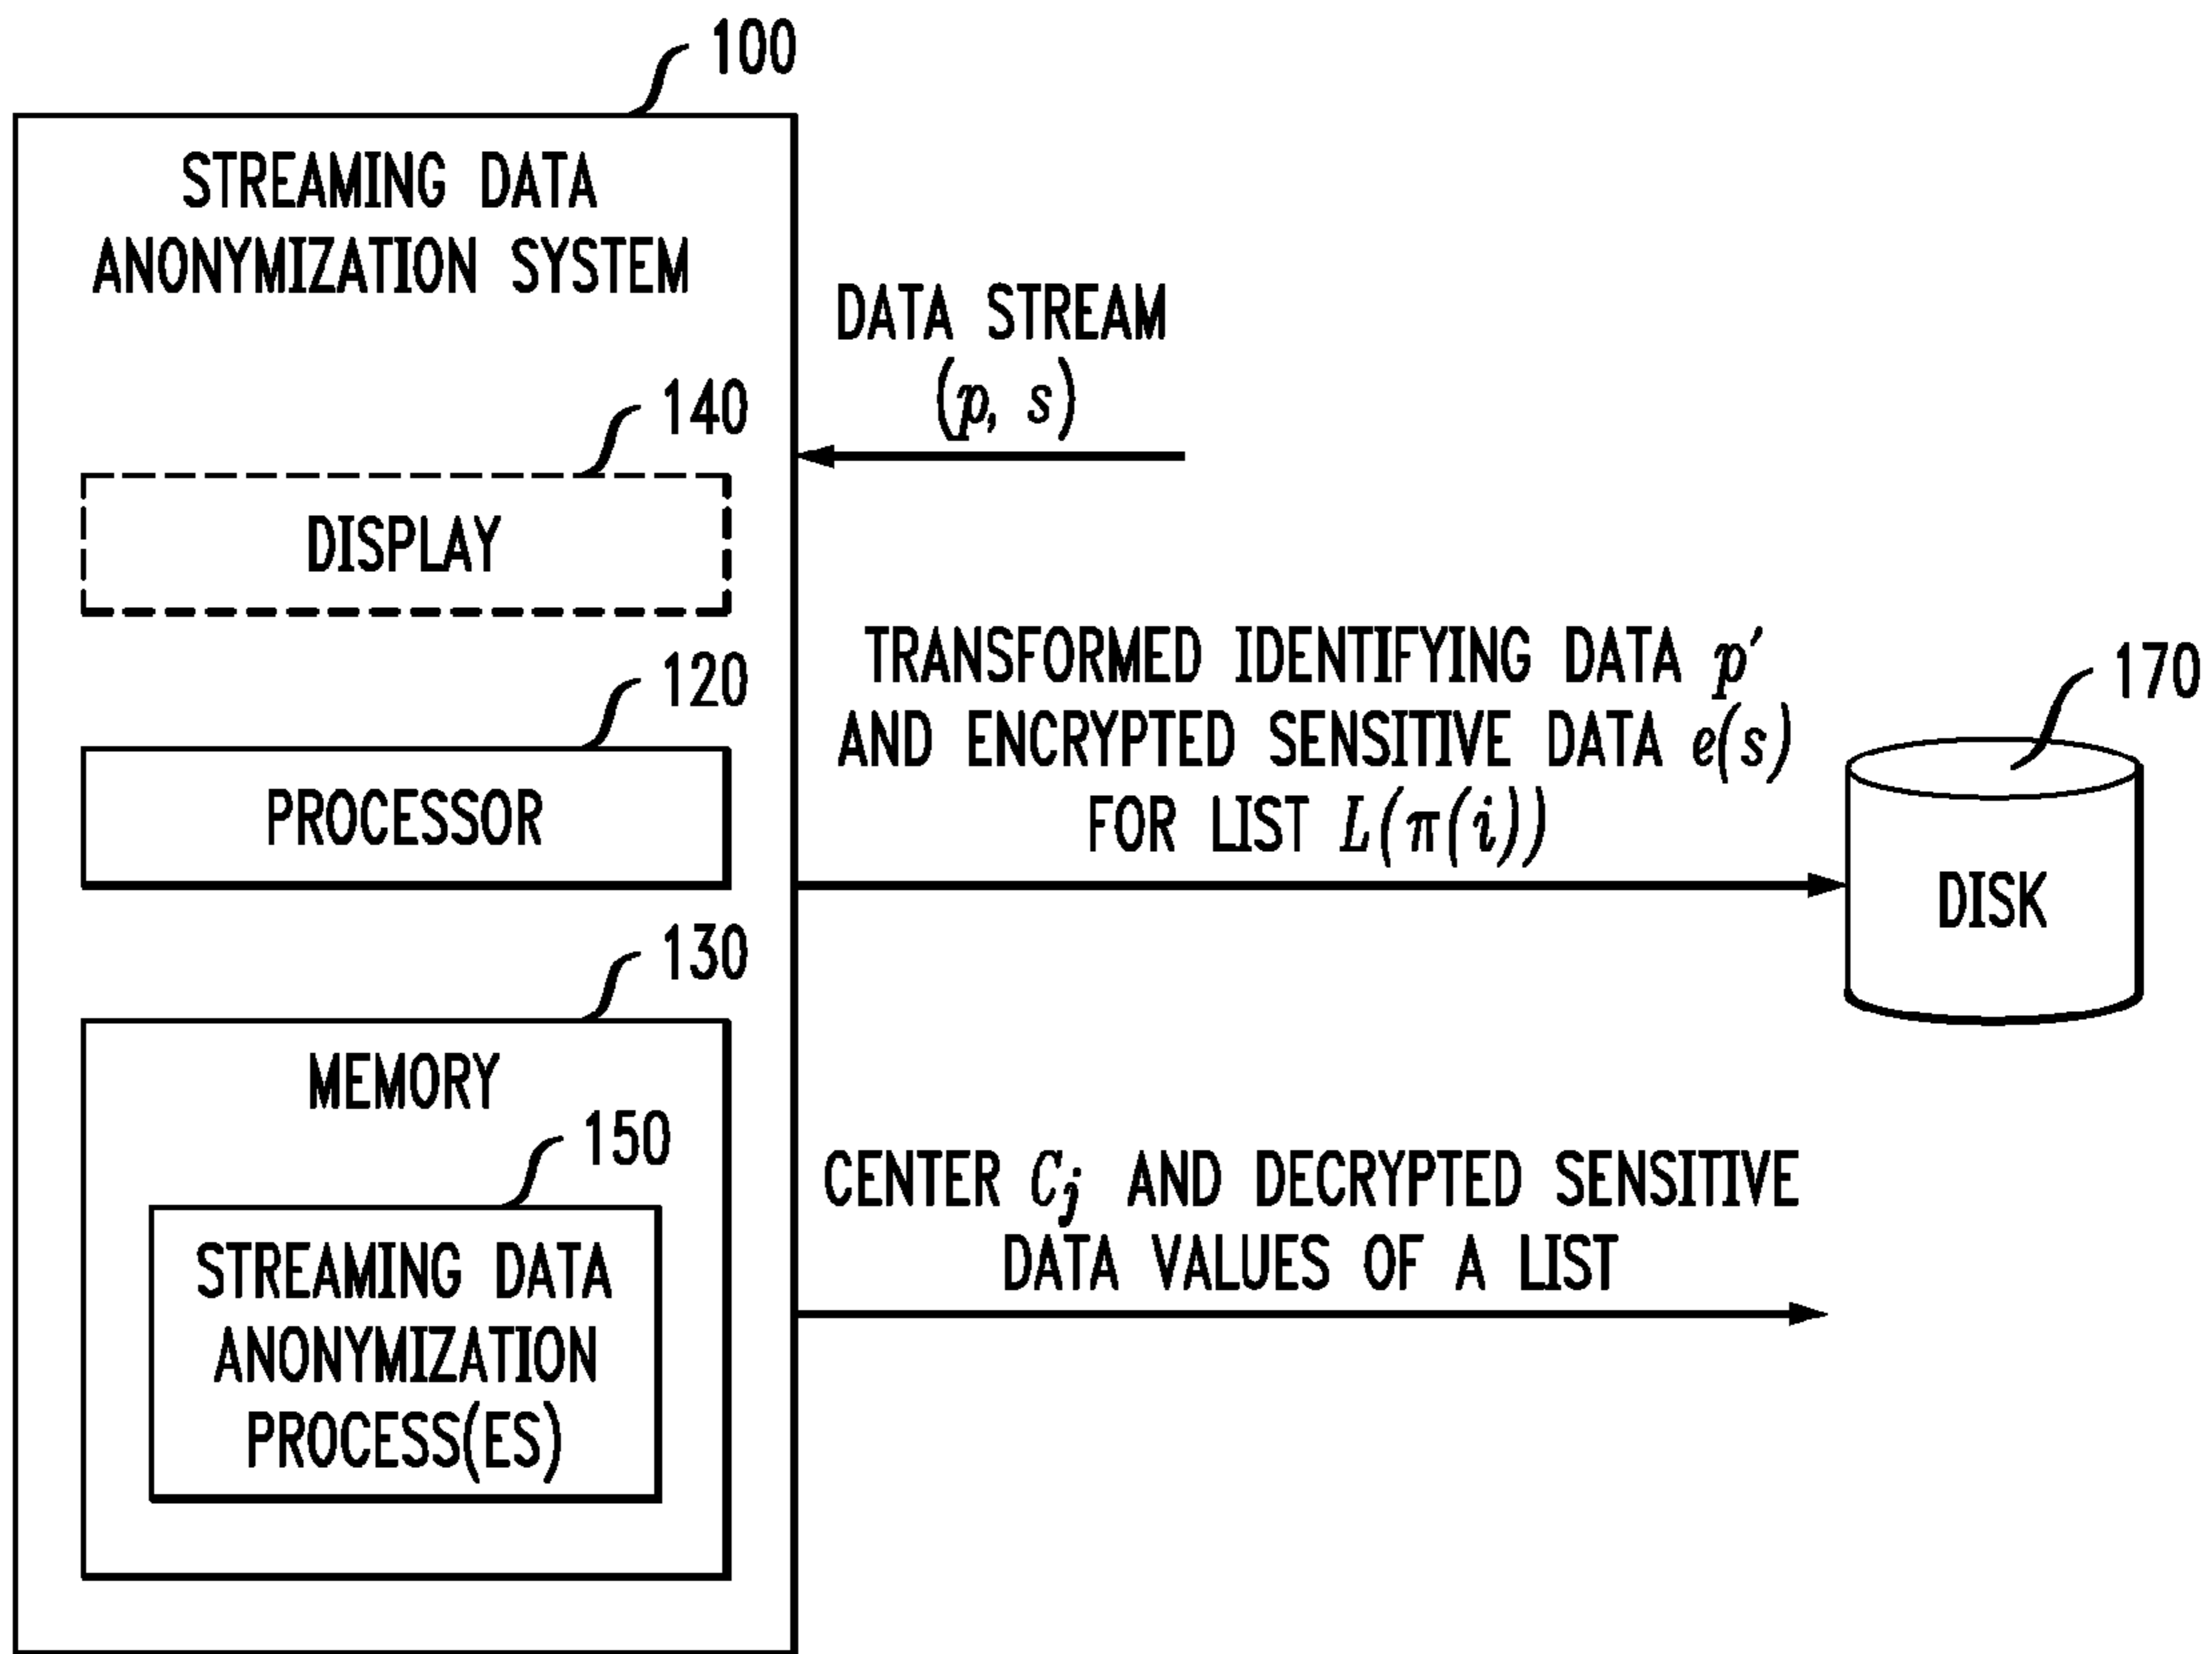 100
STREAMING DATA
ANONYMIZATION SYSTEM
DATA STREAM
(p, s)
140
DISPLAY
120
PROCESSOR
TRANSFORMED IDENTIFYING DATA p′
AND ENCRYPTED SENSITIVE DATA e(s)
FOR LIST L(π(i))
170
DISK
130
MEMORY
150
STREAMING DATA
ANONYMIZATION
PROCESS(ES)
CENTER Cj AND DECRYPTED SENSITIVE
DATA VALUES OF A LIST